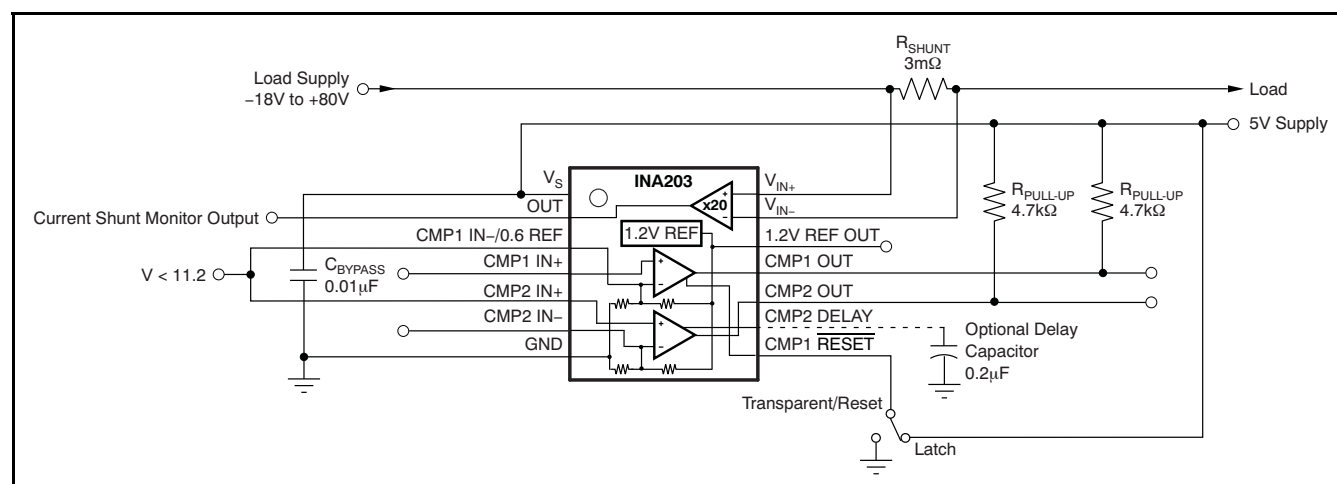 R_SHUNT
3mΩ
Load Supply
−18V to +80V
Load
5V Supply
V_S
INA203
V_IN+
R_PULL-UP
4.7kΩ
R_PULL-UP
4.7kΩ
OUT
+
x20
−
V_IN−
Current Shunt Monitor Output
CMP1 IN−/0.6 REF
1.2V REF
1.2V REF OUT
V < 11.2
C_BYPASS
0.01μF
CMP1 IN+
+
−
CMP1 OUT
CMP2 IN+
CMP2 OUT
CMP2 IN−
+
−
CMP2 DELAY
Optional Delay
Capacitor
0.2μF
GND
CMP1 RESET
Transparent/Reset
Latch